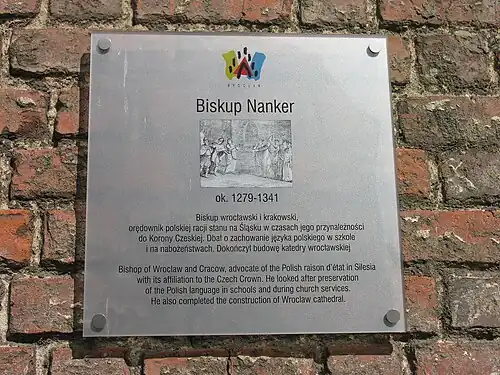 WROCŁAW
Biskup Nanker
ok. 1279-1341
Biskup wrocławski i krakowski,
orędownik polskiej racji stanu na Śląsku w czasach jego przynależności
do Korony Czeskiej. Dbał o zachowanie języka polskiego w szkole
i na nabożeństwach. Dokończył budowę katedry wrocławskiej
Bishop of Wroclaw and Cracow, advocate of the Polish raison d'état in Silesia
with its affiliation to the Czech Crown. He looked after preservation
of the Polish language in schools and during church services.
He also completed the construction of Wroclaw cathedral.